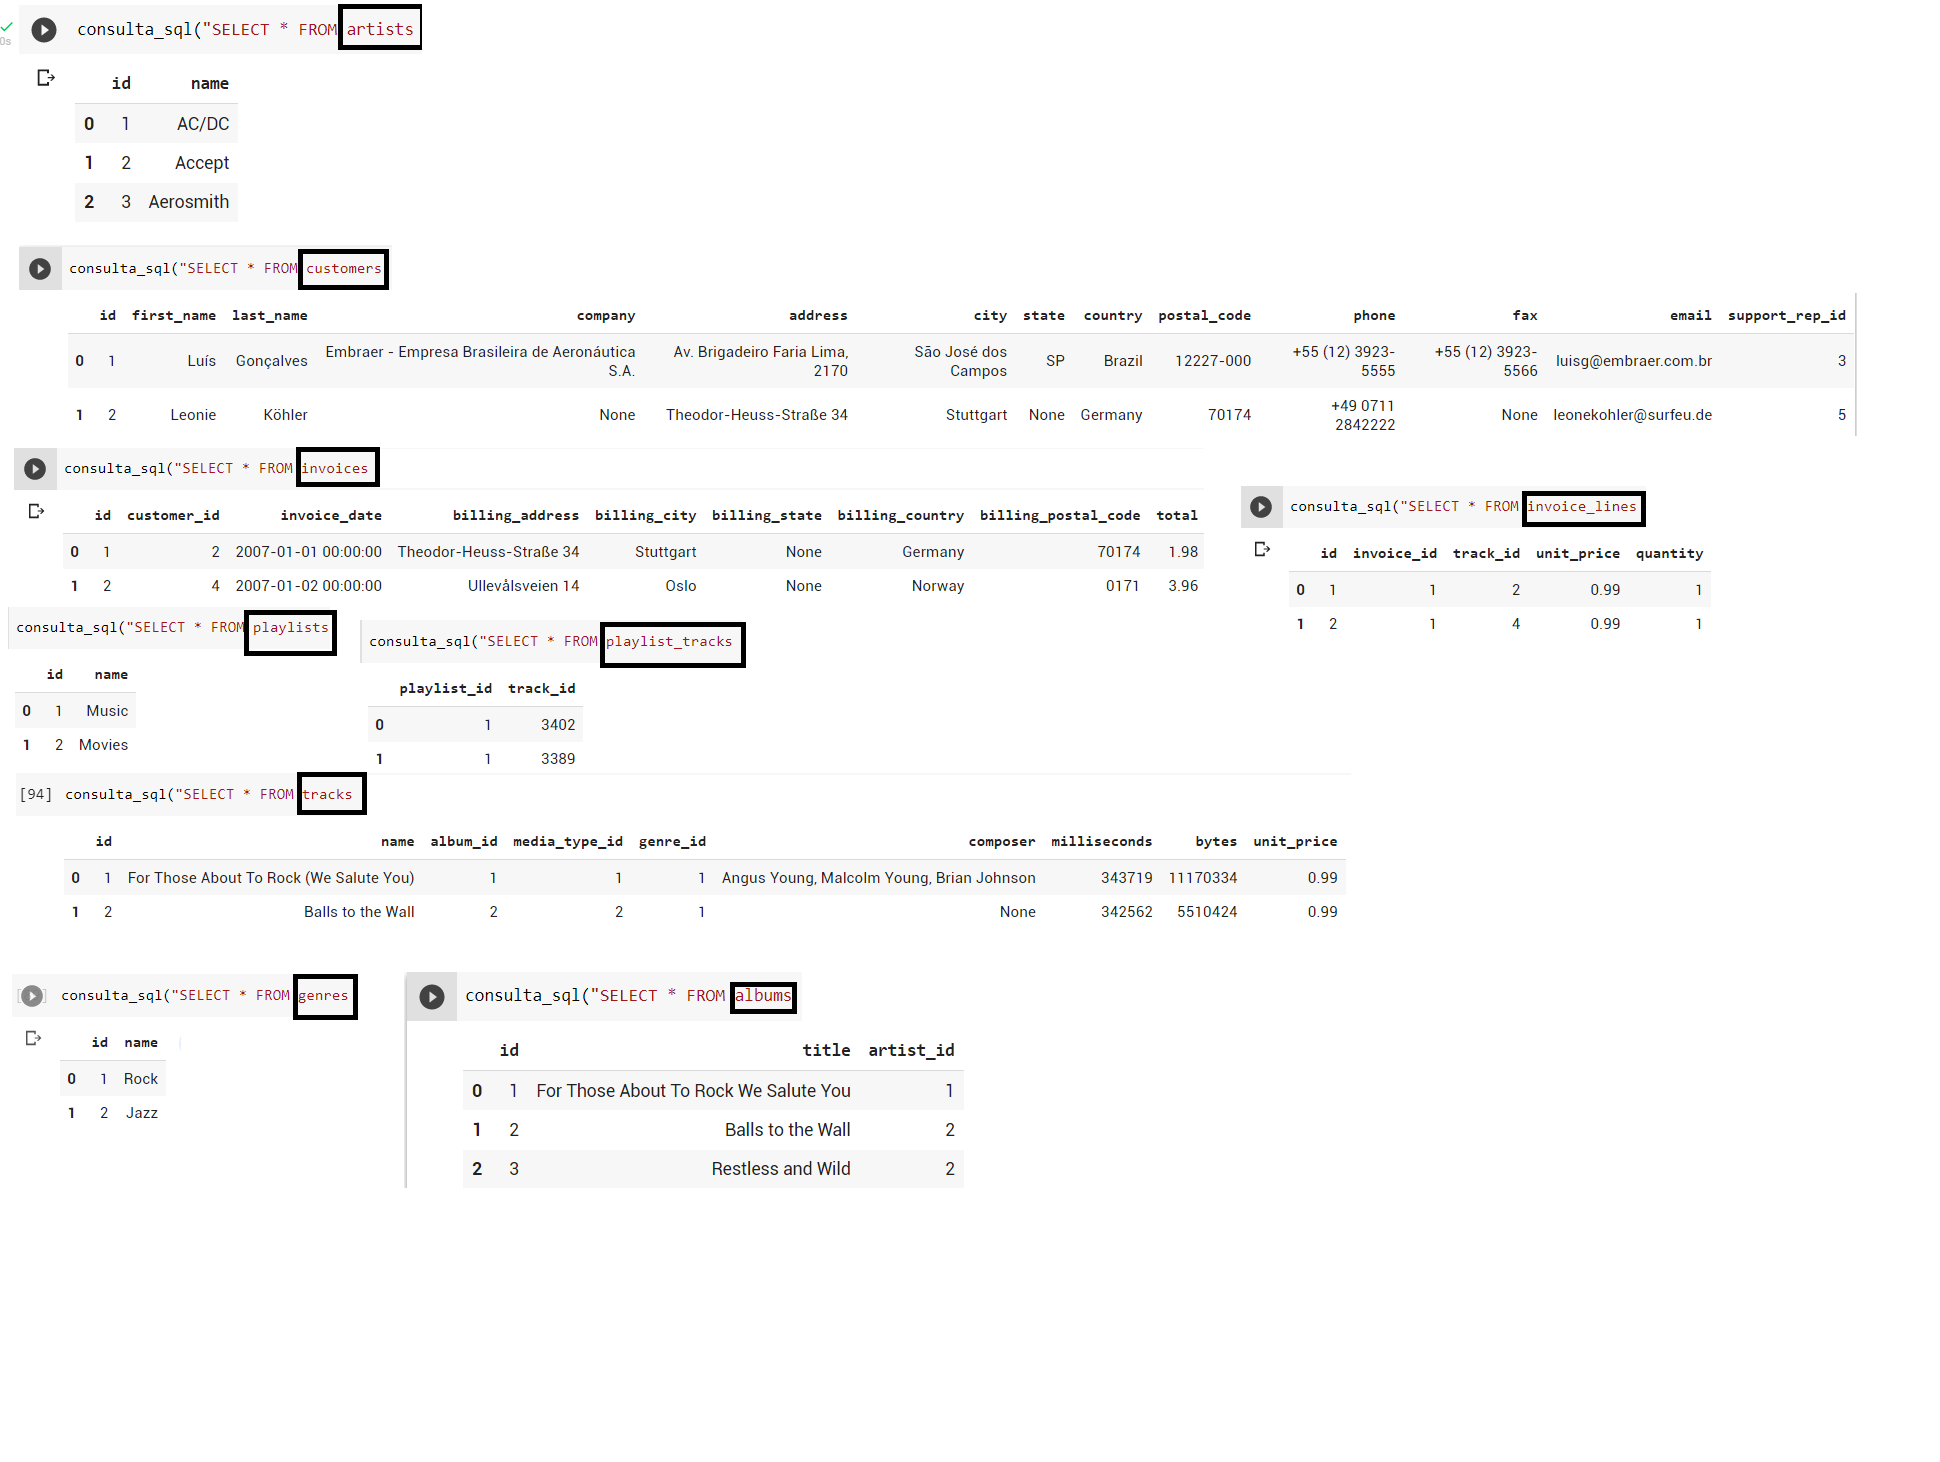 consulta_sql("SELECT * FROM artists
0s
id name
0 1 AC/DC
1 2 Accept
2 3 Aerosmith
consulta_sql("SELECT * FROM customers
id first_name last_name company address city state country postal_code phone fax email support_rep_id
0 1 Luís Gonçalves Embraer - Empresa Brasileira de Aeronáutica S.A. Av. Brigadeiro Faria Lima, 2170 São José dos Campos SP Brazil 12227-000 +55 (12) 3923-5555 +55 (12) 3923-5566 luisg@embraer.com.br 3
1 2 Leonie Köhler None Theodor-Heuss-Straße 34 Stuttgart None Germany 70174 +49 0711 2842222 None leonekohler@surfeu.de 5
consulta_sql("SELECT * FROM invoices
id customer_id invoice_date billing_address billing_city billing_state billing_country billing_postal_code total
0 1 2 2007-01-01 00:00:00 Theodor-Heuss-Straße 34 Stuttgart None Germany 70174 1.98
1 2 4 2007-01-02 00:00:00 Ullevålsveien 14 Oslo None Norway 0171 3.96
consulta_sql("SELECT * FROM invoice_lines
id invoice_id track_id unit_price quantity
0 1 1 2 0.99 1
1 2 1 4 0.99 1
consulta_sql("SELECT * FROM playlists
id name
0 1 Music
1 2 Movies
consulta_sql("SELECT * FROM playlist_tracks
playlist_id track_id
0 1 3402
1 1 3389
[94] consulta_sql("SELECT * FROM tracks
id name album_id media_type_id genre_id composer milliseconds bytes unit_price
0 1 For Those About To Rock (We Salute You) 1 1 1 Angus Young, Malcolm Young, Brian Johnson 343719 11170334 0.99
1 2 Balls to the Wall 2 2 1 None 342562 5510424 0.99
consulta_sql("SELECT * FROM genres
id name
0 1 Rock
1 2 Jazz
consulta_sql("SELECT * FROM albums
id title artist_id
0 1 For Those About To Rock We Salute You 1
1 2 Balls to the Wall 2
2 3 Restless and Wild 2